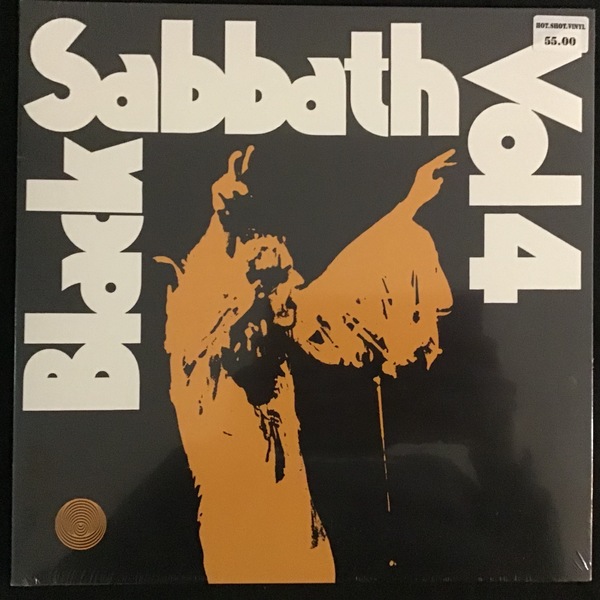 Black
Sabbath
Vol 4
HOT.SHOT.VINYL
55.00